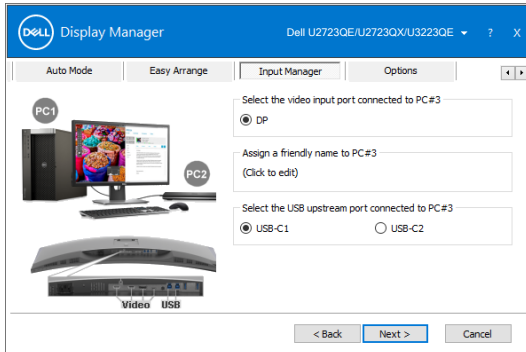 DELL Display Manager
Dell U2723QE/U2723QX/U3223QE ? X
Auto Mode Easy Arrange Input Manager Options
Select the video input port connected to PC#3
DP
PC1
Assign a friendly name to PC#3
(Click to edit)
PC2
Select the USB upstream port connected to PC#3
USB-C1 USB-C2
Video USB
< Back Next > Cancel